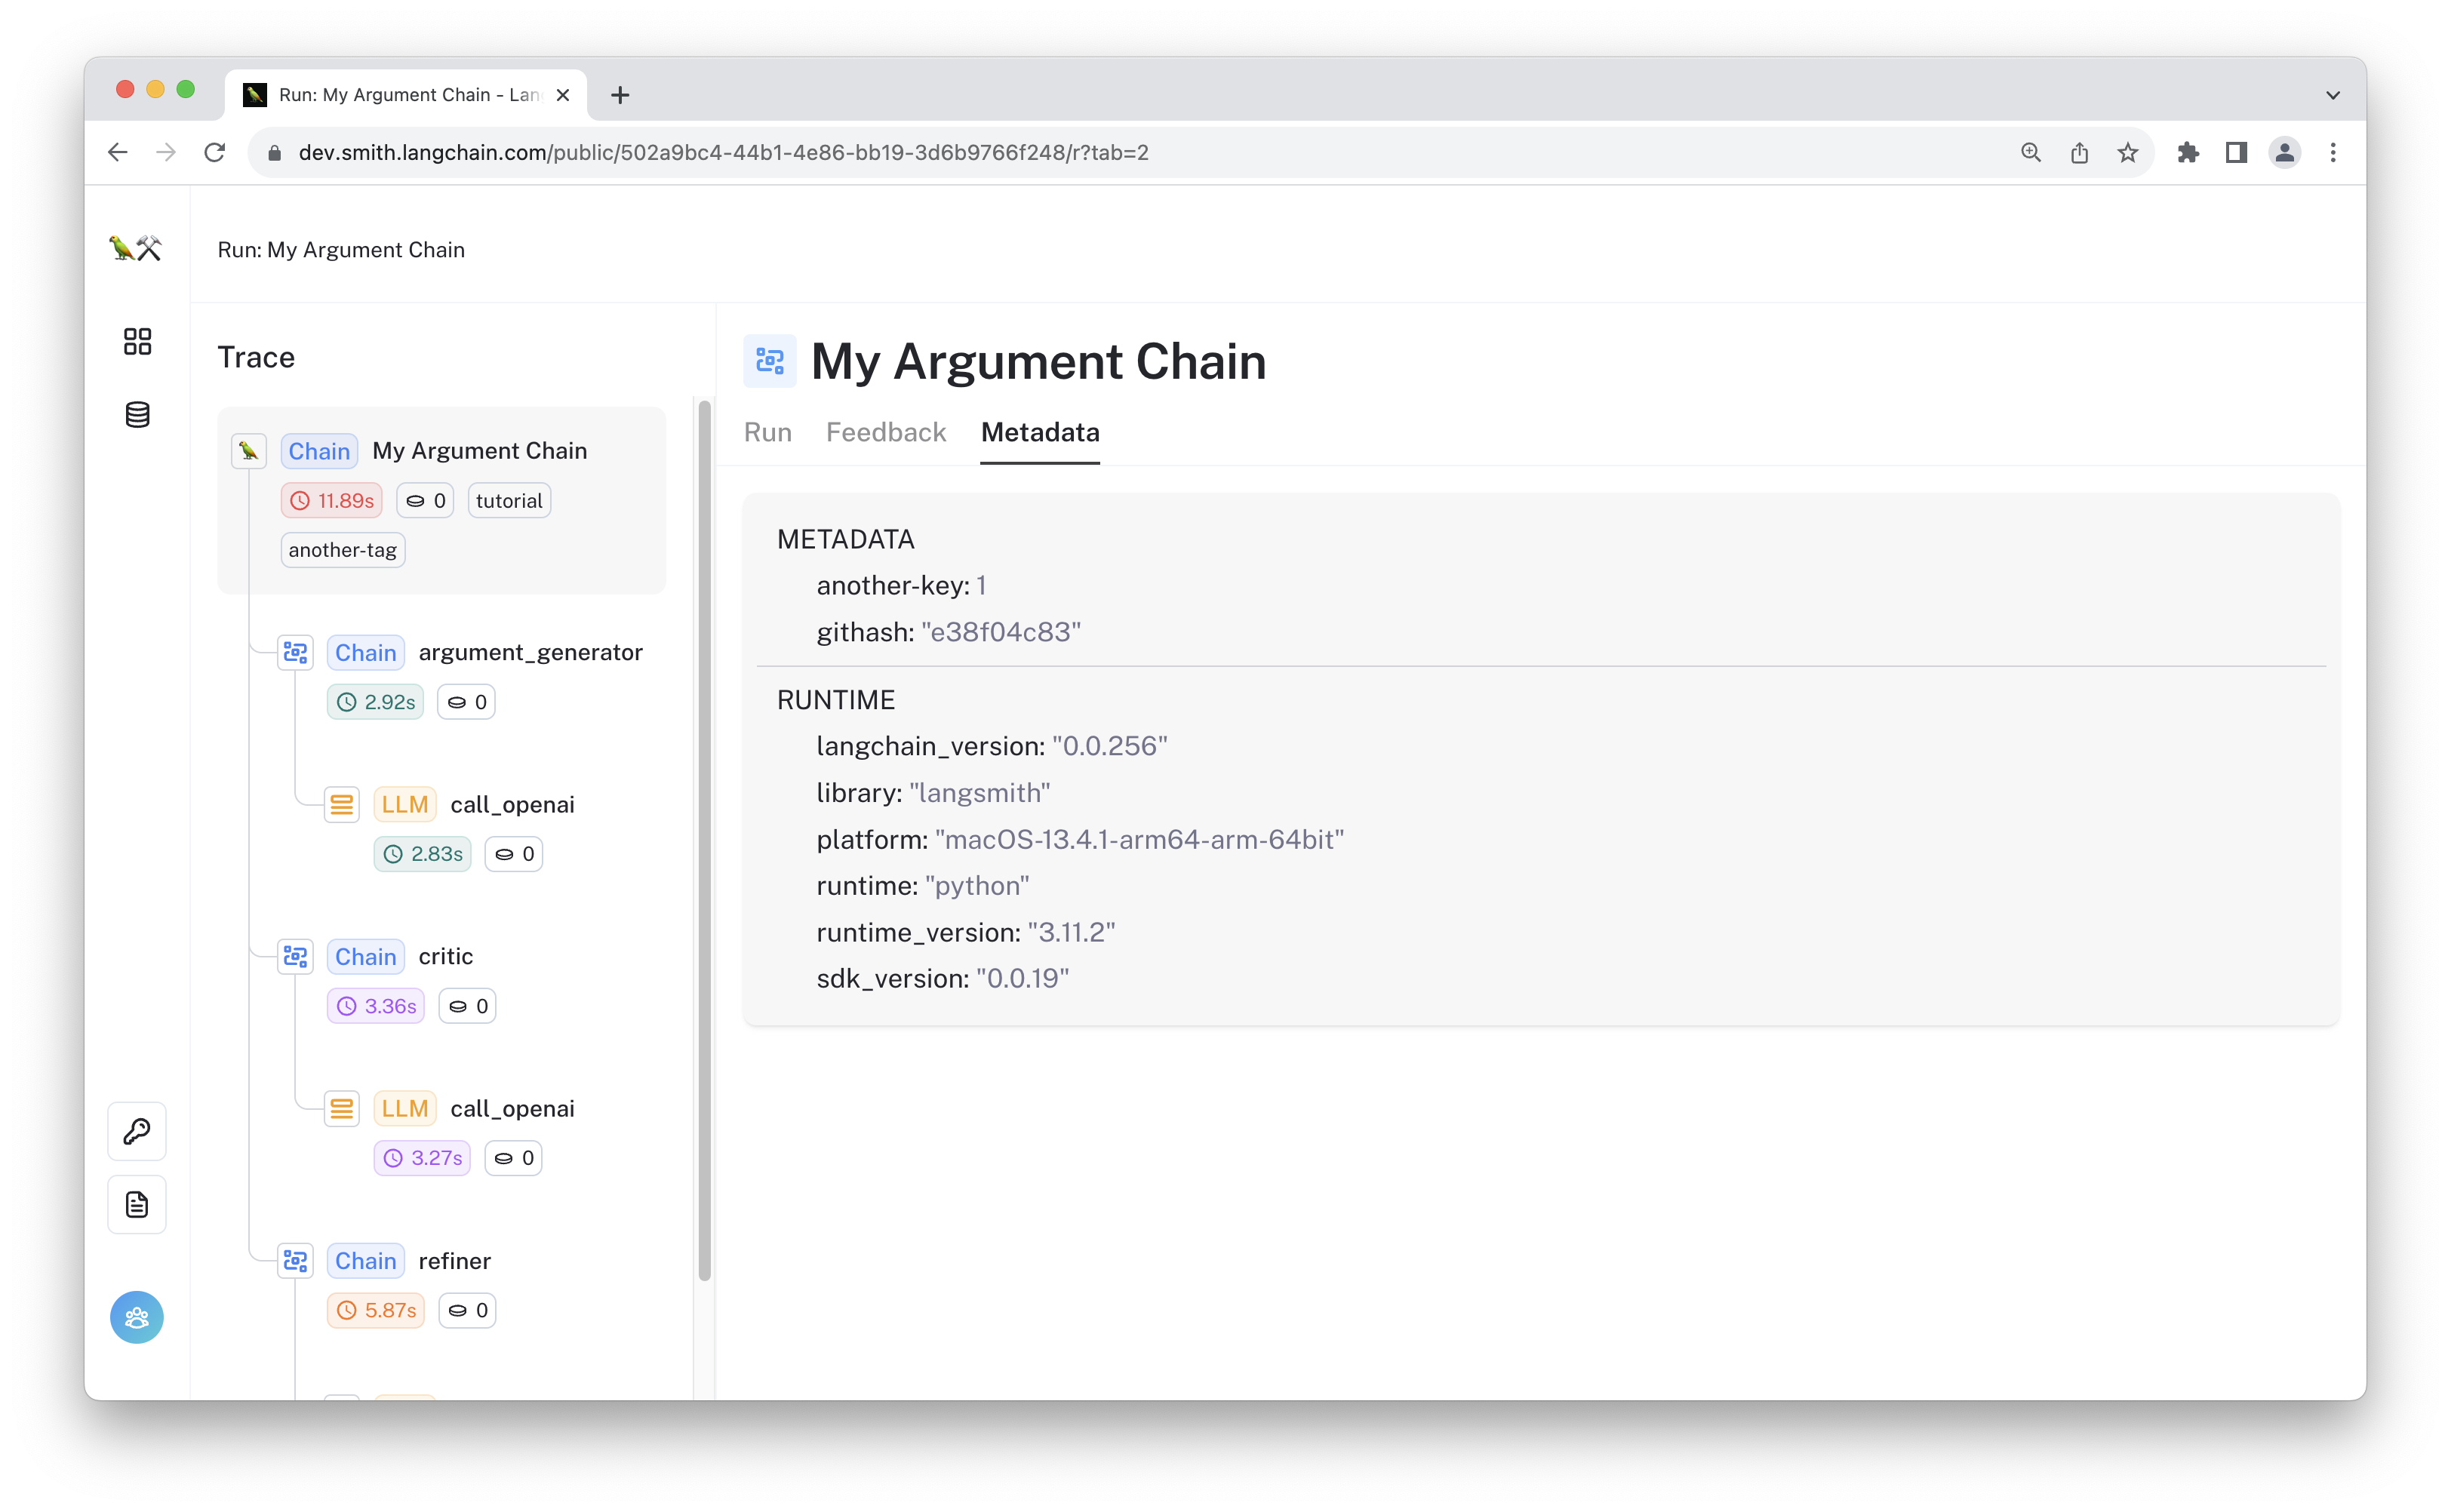 Run: My Argument Chain - Lan
dev.smith.langchain.com/public/502a9bc4-44b1-4e86-bb19-3d6b9766f248/r?tab=2
Run: My Argument Chain
Trace
Chain My Argument Chain
11.89s 0 tutorial
another-tag
Chain argument_generator
2.92s 0
LLM call_openai
2.83s 0
Chain critic
3.36s 0
LLM call_openai
3.27s 0
Chain refiner
5.87s 0
My Argument Chain
Run Feedback Metadata
METADATA
another-key: 1
githash: "e38f04c83"
RUNTIME
langchain_version: "0.0.256"
library: "langsmith"
platform: "macOS-13.4.1-arm64-arm-64bit"
runtime: "python"
runtime_version: "3.11.2"
sdk_version: "0.0.19"